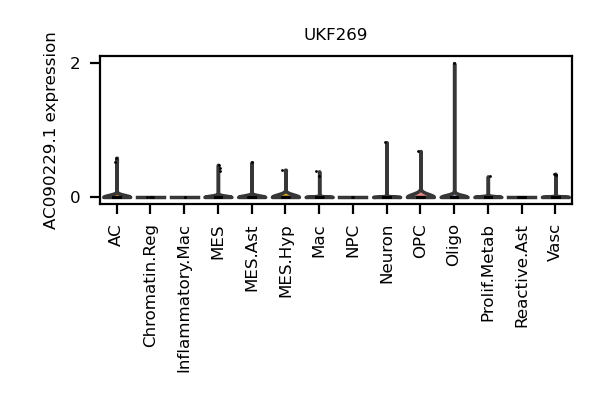 UKF269
AC090229.1 expression
2
0
AC
Chromatin.Reg
Inflammatory.Mac
MES
MES.Ast
MES.Hyp
Mac
NPC
Neuron
OPC
Oligo
Prolif.Metab
Reactive.Ast
Vasc